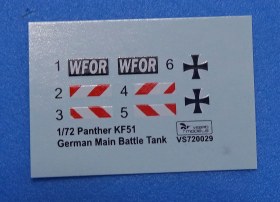 1 WFOR WFOR 6
2 4
3 5
1/72 Panther KF51
German Main Battle Tank VS720029